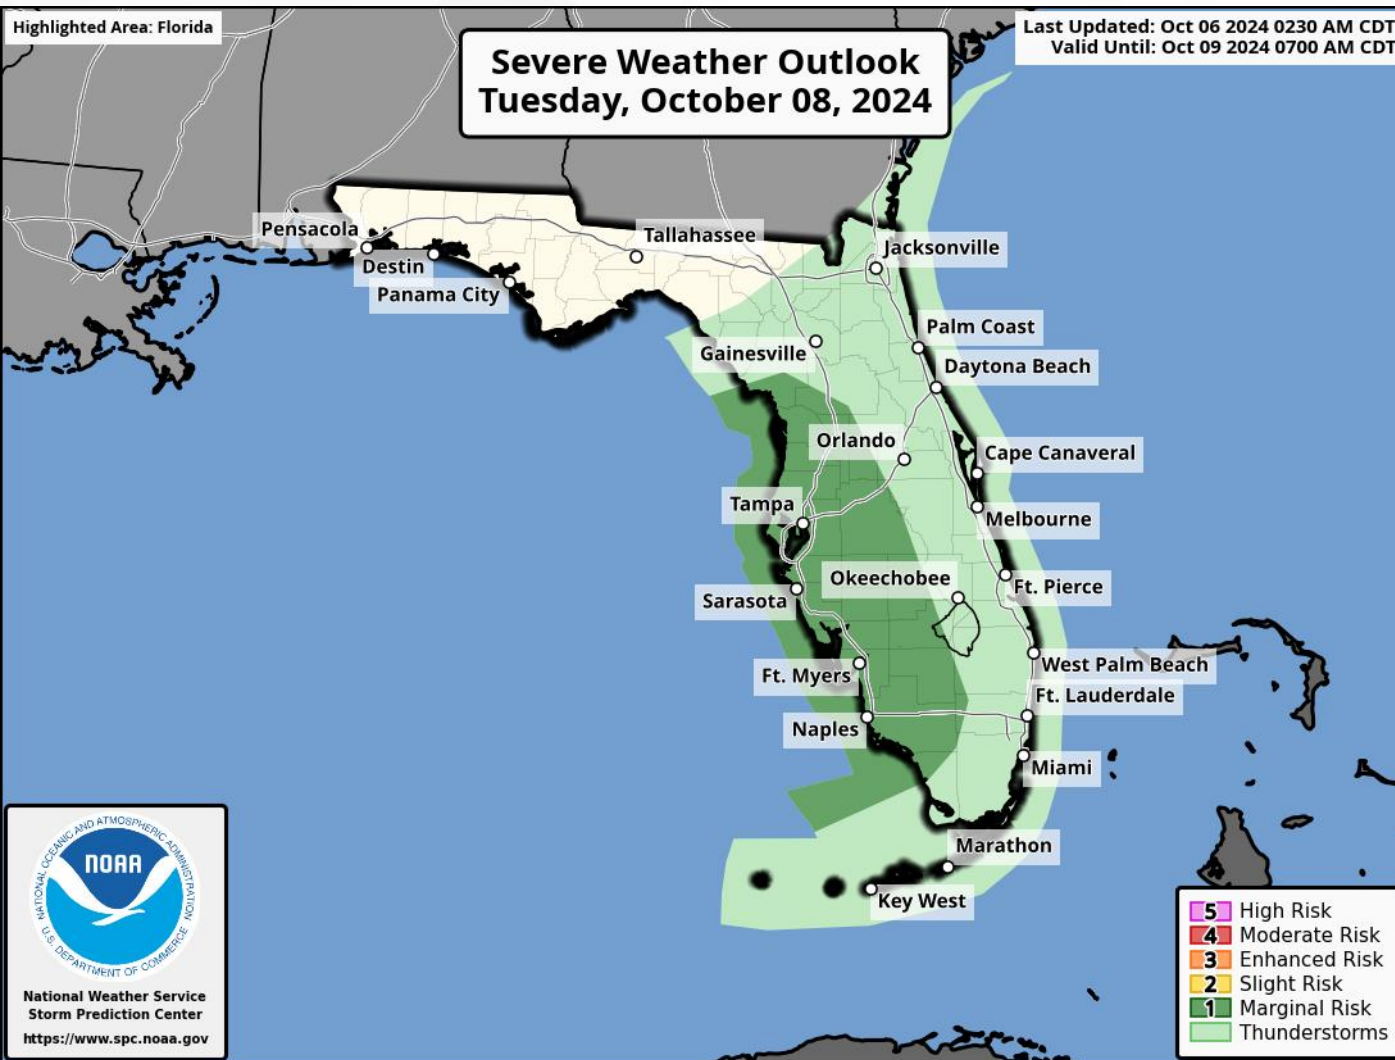 Highlighted Area: Florida
Last Updated: Oct 06 2024 0230 AM CDT
Valid Until: Oct 09 2024 0700 AM CDT
Severe Weather Outlook
Tuesday, October 08, 2024
Pensacola
Tallahassee
Destin
Jacksonville
Panama City
Palm Coast
Gainesville
Daytona Beach
Orlando
Cape Canaveral
Tampa
Melbourne
Okeechobee
Ft. Pierce
Sarasota
West Palm Beach
Ft. Myers
Ft. Lauderdale
Naples
Miami
Marathon
Key West
NATIONAL OCEANIC AND ATMOSPHERIC ADMINISTRATION
NOAA
U.S. DEPARTMENT OF COMMERCE
National Weather Service
Storm Prediction Center
https://www.spc.noaa.gov
5 High Risk
4 Moderate Risk
3 Enhanced Risk
2 Slight Risk
1 Marginal Risk
Thunderstorms